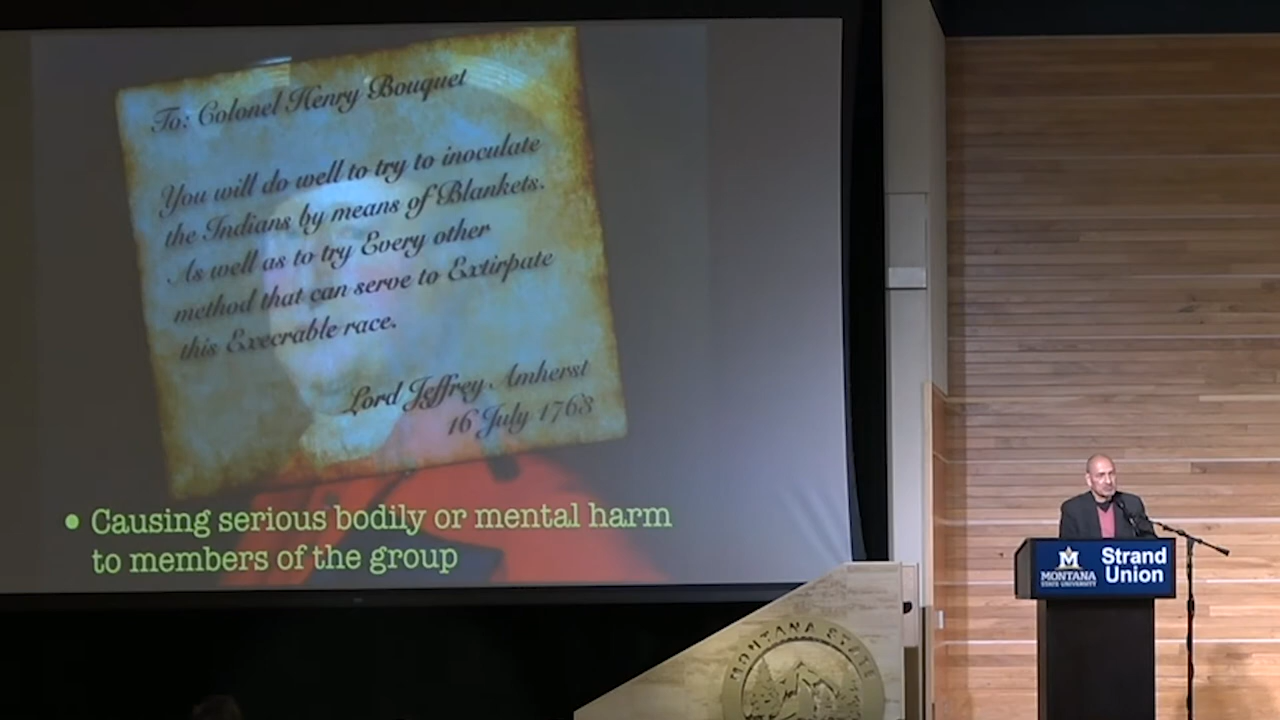 To: Colonel Henry Bouquet
You will do well to try to inoculate
the Indians by means of Blankets.
As well as to try Every other
method that can serve to Extirpate
this Execrable race.
Lord Jeffrey Amherst
16 July 1763
• Causing serious bodily or mental harm
to members of the group
M
MONTANA
STATE UNIVERSITY
Strand
Union
MONTANA STATE